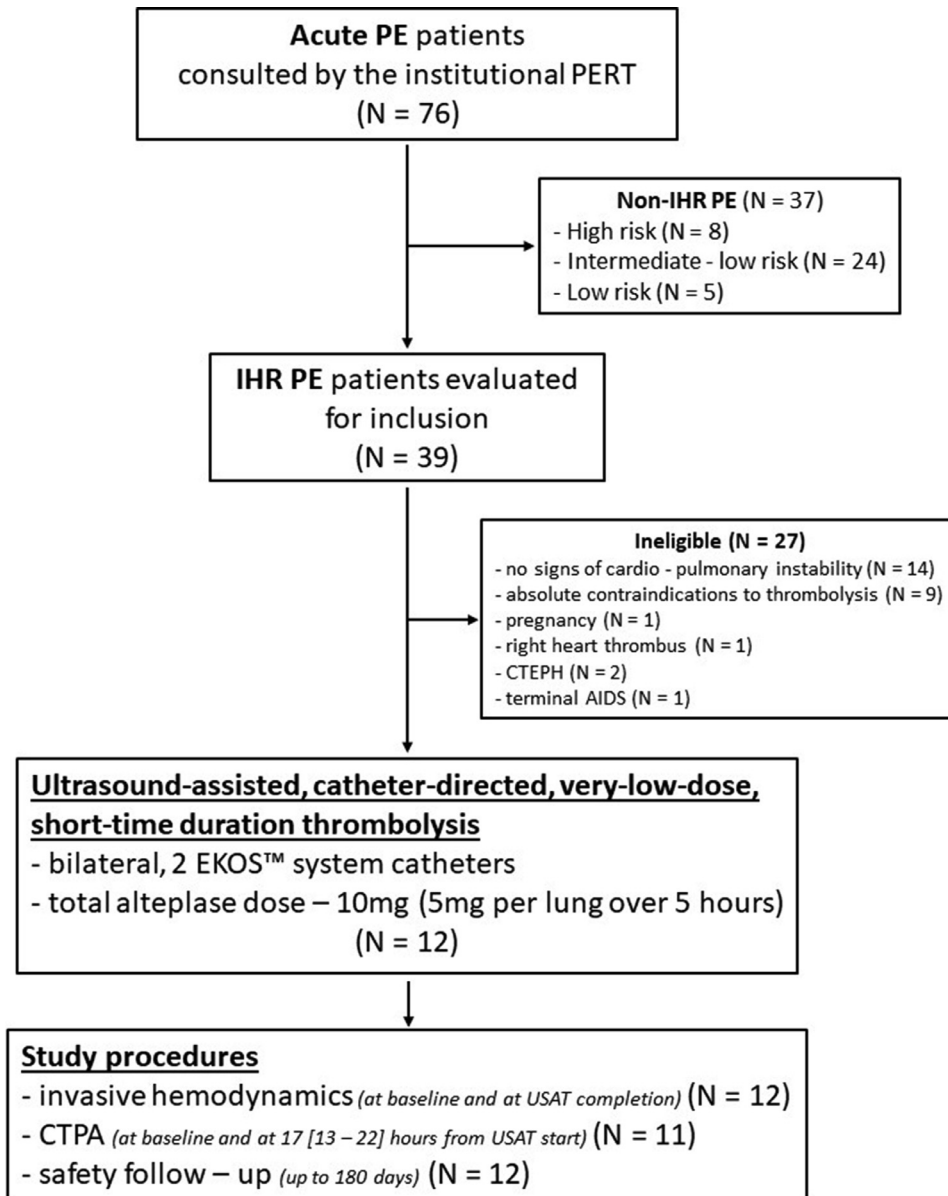 Acute PE patients
consulted by the institutional PERT
(N = 76)
Non-IHR PE (N = 37)
- High risk (N = 8)
- Intermediate - low risk (N = 24)
- Low risk (N = 5)
IHR PE patients evaluated
for inclusion
(N = 39)
Ineligible (N = 27)
- no signs of cardio - pulmonary instability (N = 14)
- absolute contraindications to thrombolysis (N = 9)
- pregnancy (N = 1)
- right heart thrombus (N = 1)
- CTEPH (N = 2)
- terminal AIDS (N = 1)
Ultrasound-assisted, catheter-directed, very-low-dose,
short-time duration thrombolysis
- bilateral, 2 EKOS™ system catheters
- total alteplase dose – 10mg (5mg per lung over 5 hours)
(N = 12)
Study procedures
- invasive hemodynamics (at baseline and at USAT completion) (N = 12)
- CTPA (at baseline and at 17 [13 – 22] hours from USAT start) (N = 11)
- safety follow – up (up to 180 days) (N = 12)